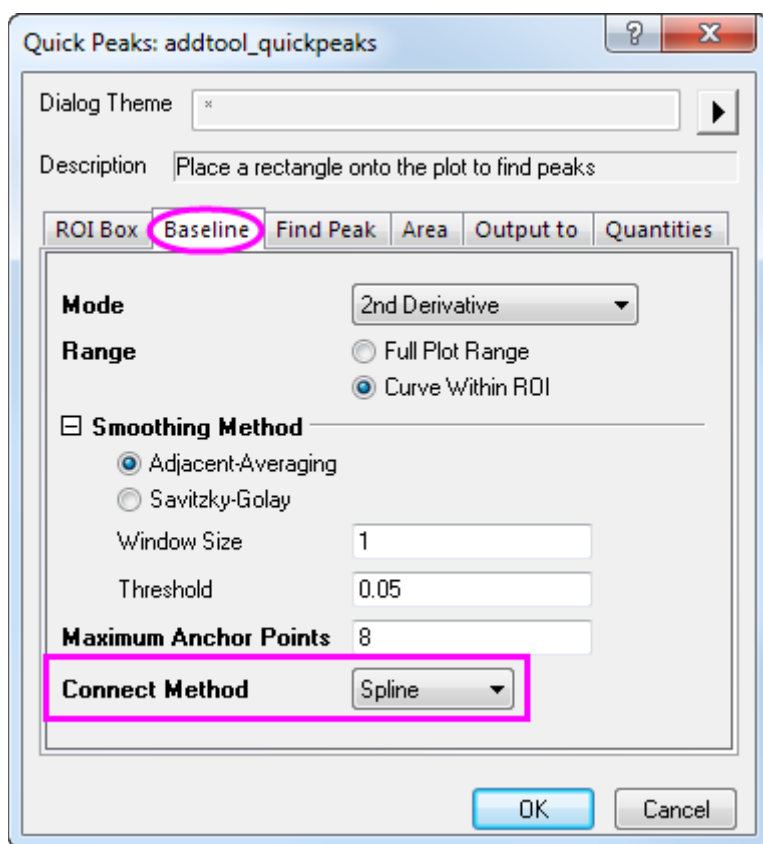 Quick Peaks: addtool_quickpeaks
Dialog Theme *
Description Place a rectangle onto the plot to find peaks
ROI Box Baseline Find Peak Area Output to Quantities
Mode 2nd Derivative
Range Full Plot Range
Curve Within ROI
Smoothing Method
Adjacent-Averaging
Savitzky-Golay
Window Size 1
Threshold 0.05
Maximum Anchor Points 8
Connect Method Spline
OK Cancel